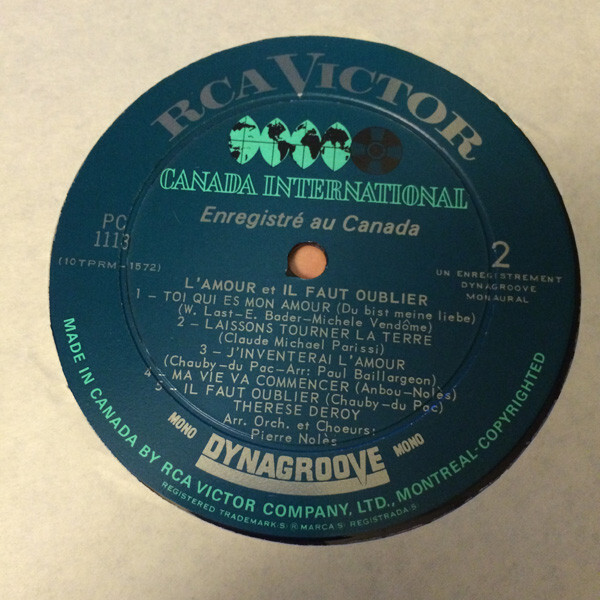 RCA VICTOR
CANADA INTERNATIONAL
Enregistré au Canada
PC
1113
(10TPRM-1572)
2
UN ENREGISTREMENT
DYNAGROOVE
MONAURAL
L'AMOUR et IL FAUT OUBLIER
1 - TOI QUI ES MON AMOUR (Du bist meine liebe)
(W. Last-E. Bader-Michele Vendôme)
2 - LAISSONS TOURNER LA TERRE
(Claude Michael Parissi)
3 - J'INVENTERAI L'AMOUR
(Chauby-du Pac-Arr: Paul Baillargeon)
4 - MA VIE VA COMMENCER (Anbou-Nolès)
5 - IL FAUT OUBLIER (Chauby-du Pac)
THERESE DEROY
Arr. Orch. et Choeurs:
Pierre Nolès
MONO DYNAGROOVE MONO
MADE IN CANADA BY RCA VICTOR COMPANY, LTD., MONTREAL-COPYRIGHTED
REGISTERED TRADEMARKS ® MARCAS REGISTRADAS